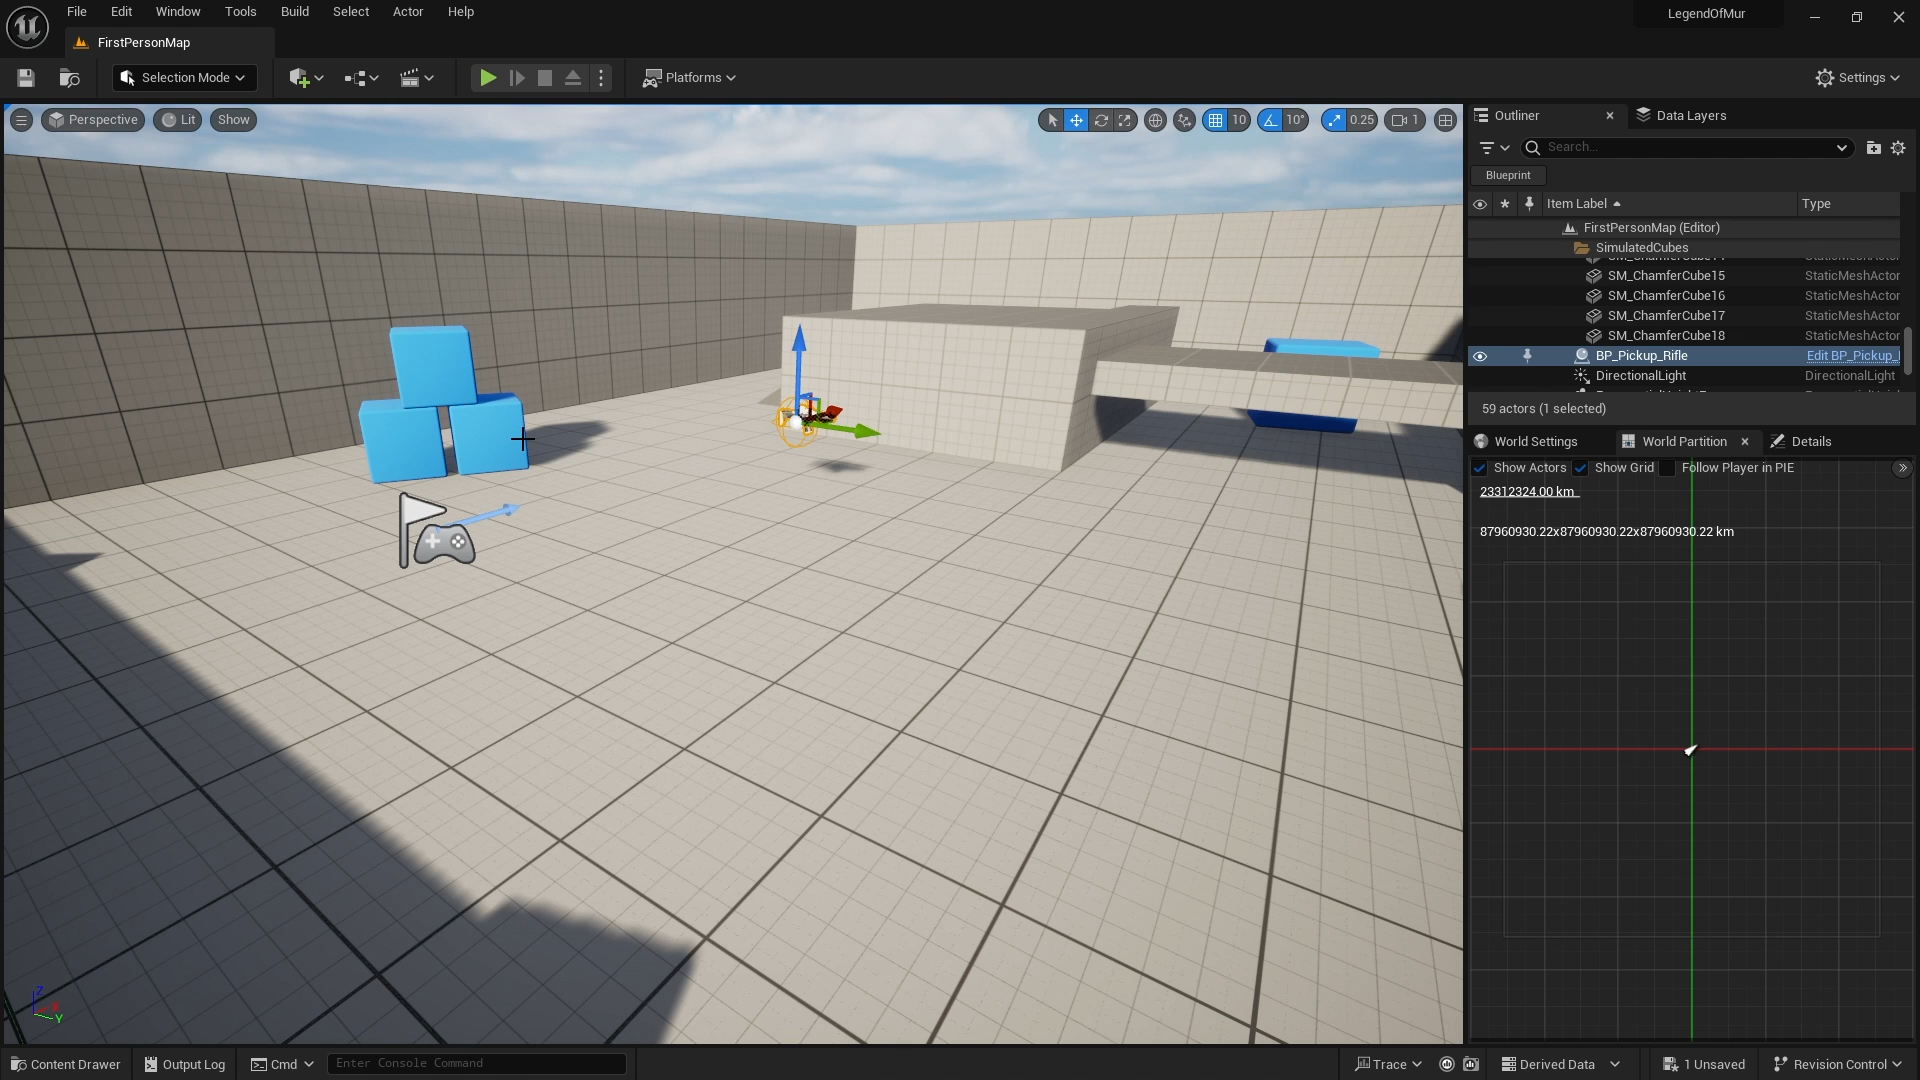 File Edit Window Tools Build Select Actor Help
LegendOfMur
FirstPersonMap
Selection Mode
Platforms
Settings
Perspective Lit Show
10 10° 0.25 1
Outliner
Data Layers
Search...
Blueprint
Item Label Type
FirstPersonMap (Editor)
SimulatedCubes
SM_ChamferCube15 StaticMeshActor
SM_ChamferCube16 StaticMeshActor
SM_ChamferCube17 StaticMeshActor
SM_ChamferCube18 StaticMeshActor
BP_Pickup_Rifle Edit BP_Pickup_
DirectionalLight DirectionalLight
59 actors (1 selected)
World Settings World Partition Details
Show Actors Show Grid Follow Player in PIE
23312324.00 km
87960930.22x87960930.22x87960930.22 km
Z
X
Y
Content Drawer Output Log Cmd Enter Console Command Trace Derived Data 1 Unsaved Revision Control